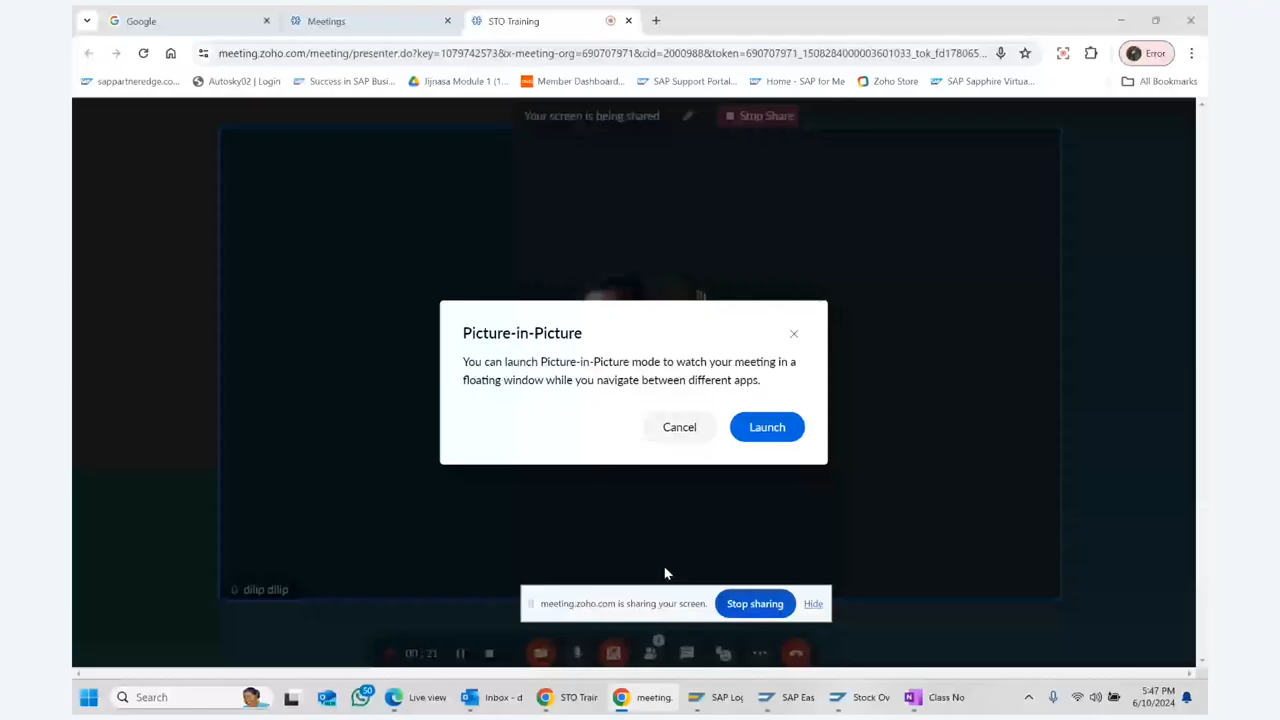 Google
Meetings
STO Training
meeting.zoho.com/meeting/presenter.do?key=1079742573&x-meeting-org=690707971&cid=2000988&token=690707971_1508284000003601033_tok_fd178065...
Error
sappartneredge.co...
Autosky02 | Login
Success in SAP Busi...
Jijnasa Module 1 (1...
Member Dashboard...
SAP Support Portal...
Home - SAP for Me
Zoho Store
SAP Sapphire Virtua...
All Bookmarks
Your screen is being shared
Stop Share
Picture-in-Picture
You can launch Picture-in-Picture mode to watch your meeting in a
floating window while you navigate between different apps.
Cancel
Launch
dilip dilip
meeting.zoho.com is sharing your screen.
Stop sharing
Hide
Search
50
Live view
Inbox - d
STO Trair
meeting.
SAP Log
SAP Eas
Stock Ov
Class No
5:47 PM
6/10/2024